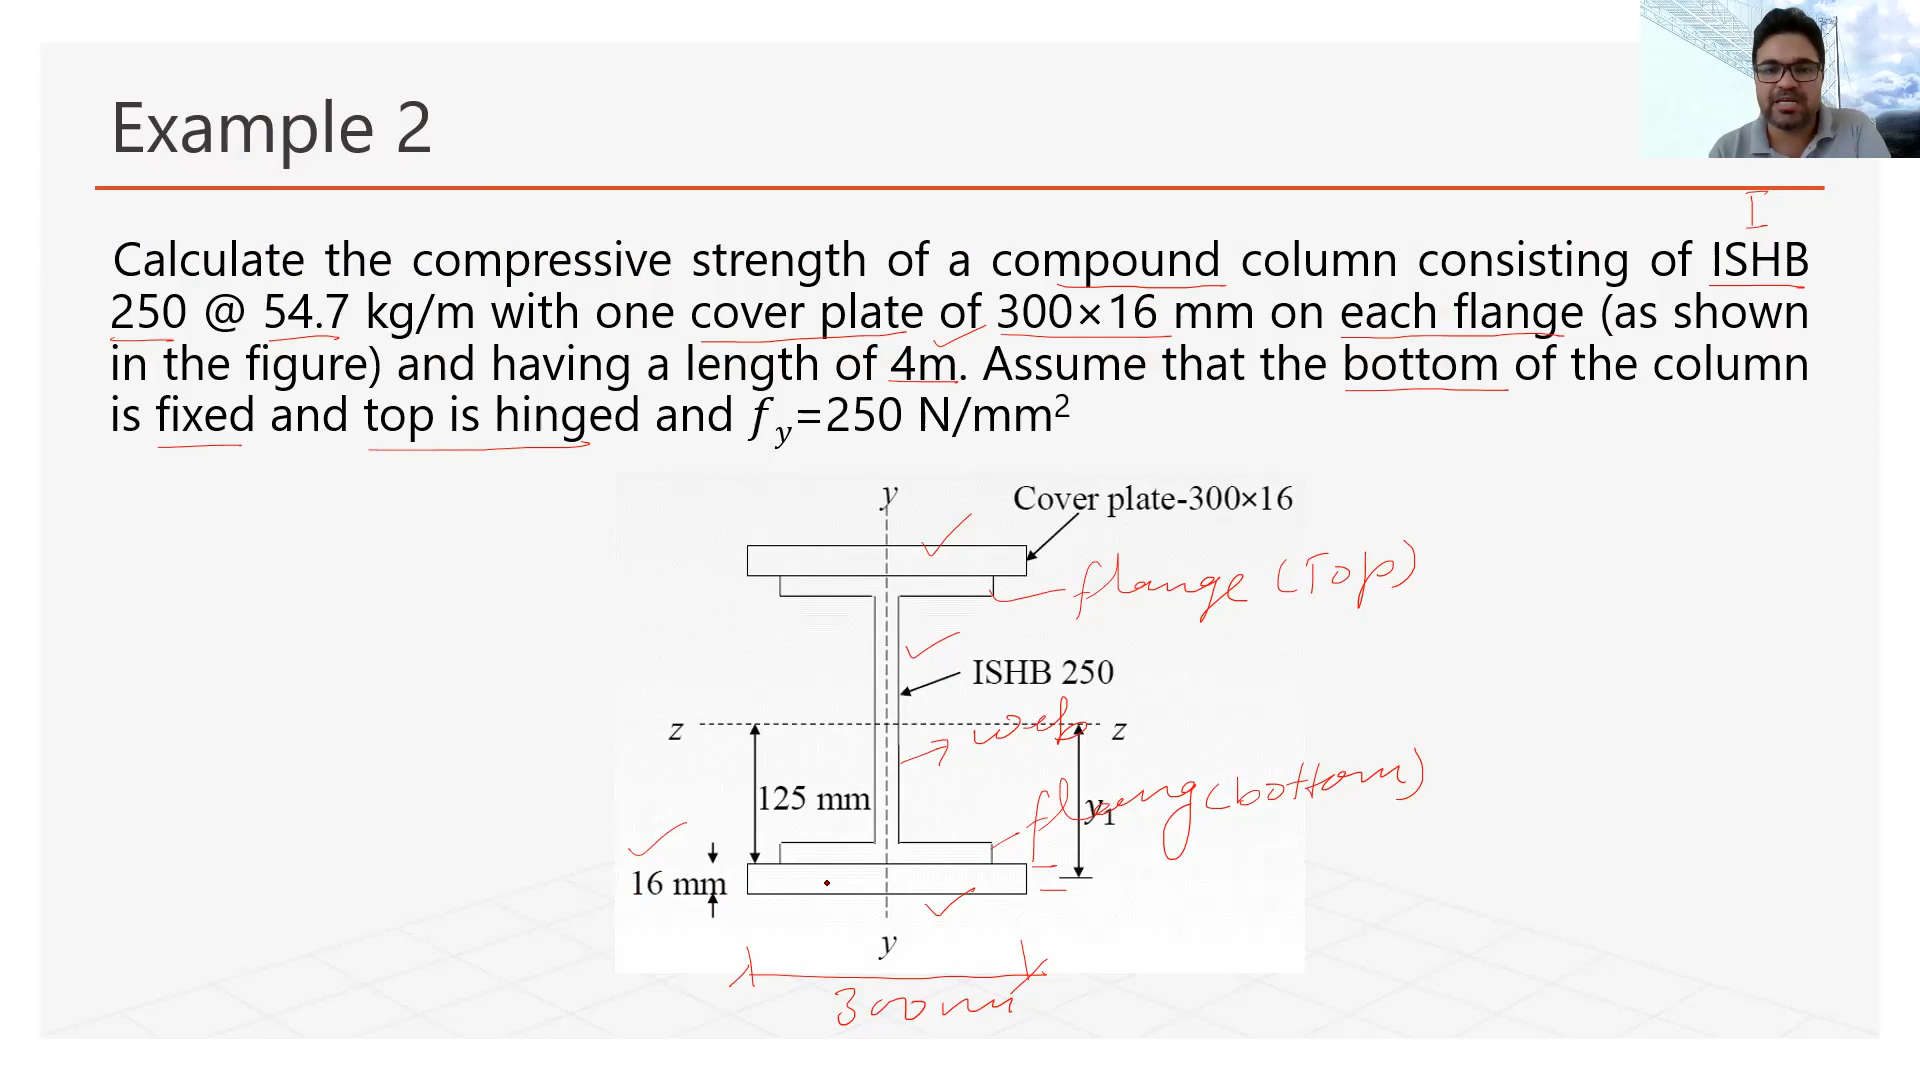 Example 2
I
Calculate the compressive strength of a compound column consisting of ISHB
250 @ 54.7 kg/m with one cover plate of 300×16 mm on each flange (as shown
in the figure) and having a length of 4m. Assume that the bottom of the column
is fixed and top is hinged and fy=250 N/mm²
y
Cover plate-300×16
flange (Top)
ISHB 250
z
web
z
125 mm
(bottom)
y1
16 mm
y